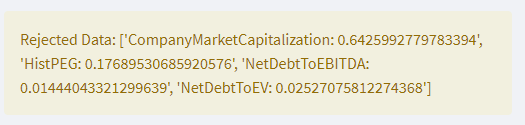 Rejected Data: ['CompanyMarketCapitalization: 0.6425992779783394',
'HistPEG: 0.17689530685920576', 'NetDebtToEBITDA:
0.01444043321299639', 'NetDebtToEV: 0.02527075812274368']